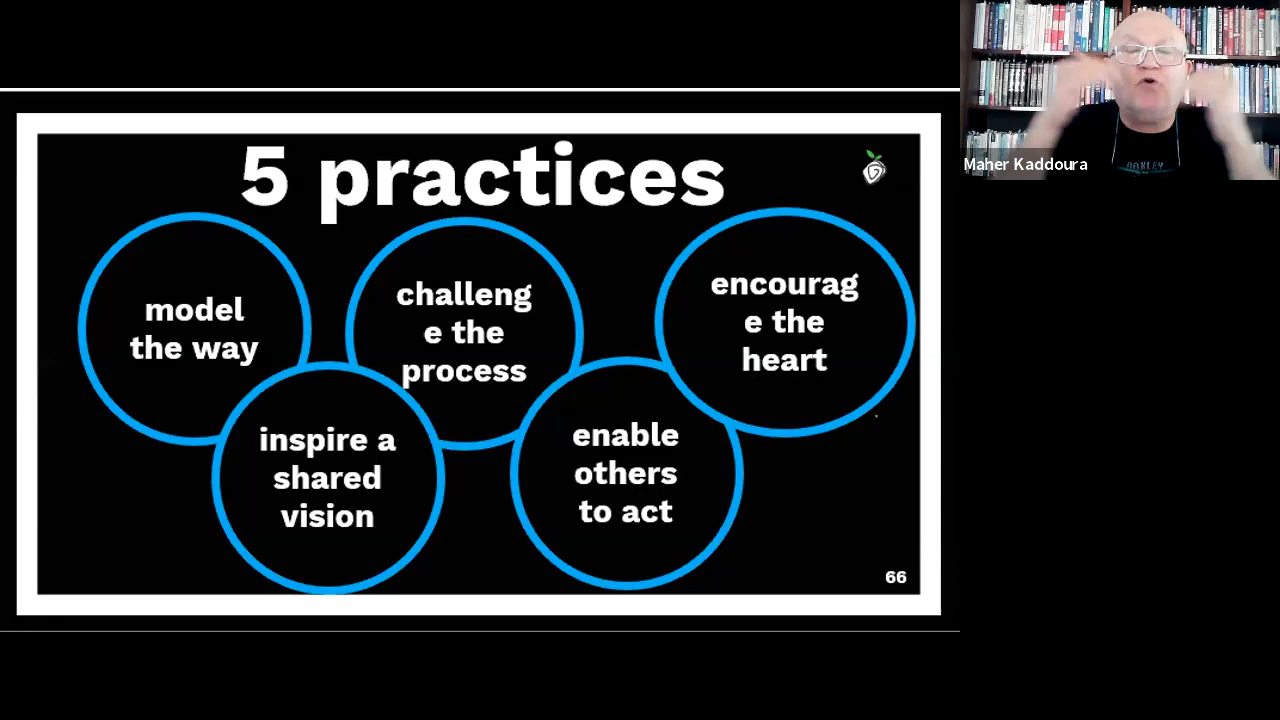 5 practices
model
the way
inspire a
shared
vision
challeng
e the
process
enable
others
to act
encourag
e the
heart
66
Maher Kaddoura
OAKLEY